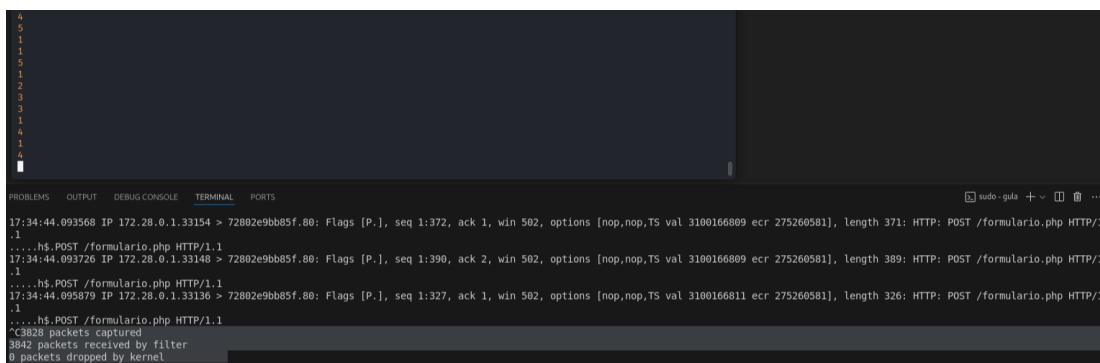 4
5
1
1
5
1
2
3
3
1
4
1
4
PROBLEMS OUTPUT DEBUG CONSOLE TERMINAL PORTS sudo - gula
17:34:44.093568 IP 172.28.0.1.33154 > 72802e9bb85f.80: Flags [P.], seq 1:372, ack 1, win 502, options [nop,nop,TS val 3100166809 ecr 275260581], length 371: HTTP: POST /formulario.php HTTP/1
.1
.....h$.POST /formulario.php HTTP/1.1
17:34:44.093726 IP 172.28.0.1.33148 > 72802e9bb85f.80: Flags [P.], seq 1:390, ack 2, win 502, options [nop,nop,TS val 3100166809 ecr 275260581], length 389: HTTP: POST /formulario.php HTTP/1
.1
.....h$.POST /formulario.php HTTP/1.1
17:34:44.095879 IP 172.28.0.1.33136 > 72802e9bb85f.80: Flags [P.], seq 1:327, ack 1, win 502, options [nop,nop,TS val 3100166811 ecr 275260581], length 326: HTTP: POST /formulario.php HTTP/
.1
.....h$.POST /formulario.php HTTP/1.1
^C3828 packets captured
3842 packets received by filter
0 packets dropped by kernel